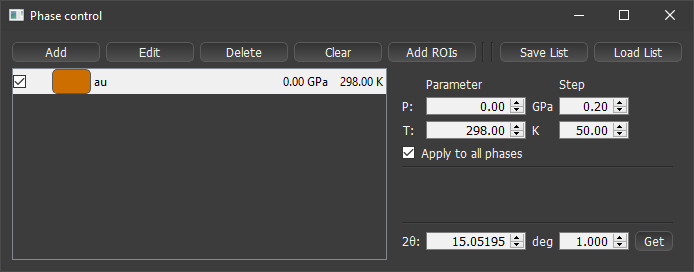 Phase control
Add Edit Delete Clear Add ROIs Save List Load List
au 0.00 GPa 298.00 K
Parameter Step
P: 0.00 GPa 0.20
T: 298.00 K 50.00
Apply to all phases
2θ: 15.05195 deg 1.000 Get